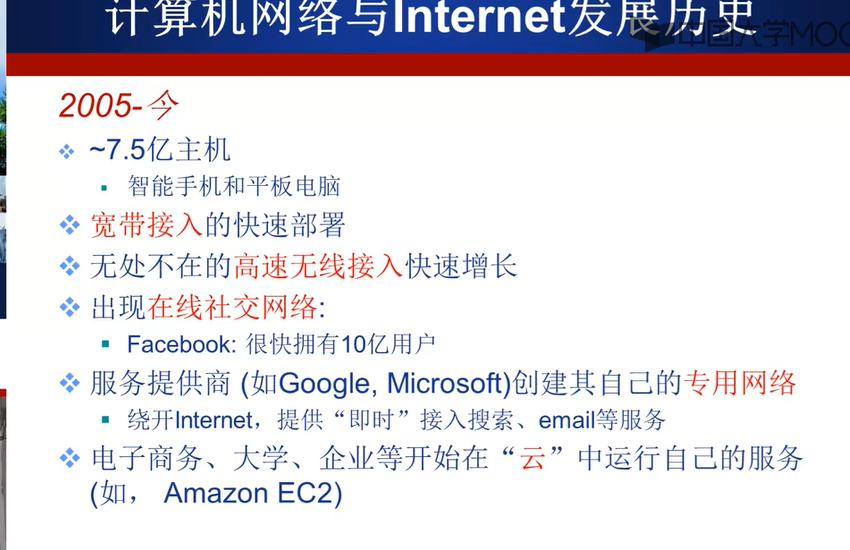 计算机网络与Internet发展历史
中国大学MOO
2005-今
~7.5亿主机
智能手机和平板电脑
宽带接入的快速部署
无处不在的高速无线接入快速增长
出现在线社交网络:
Facebook: 很快拥有10亿用户
服务提供商 (如Google, Microsoft)创建其自己的专用网络
绕开Internet，提供“即时”接入搜索、email等服务
电子商务、大学、企业等开始在“云”中运行自己的服务
(如， Amazon EC2)